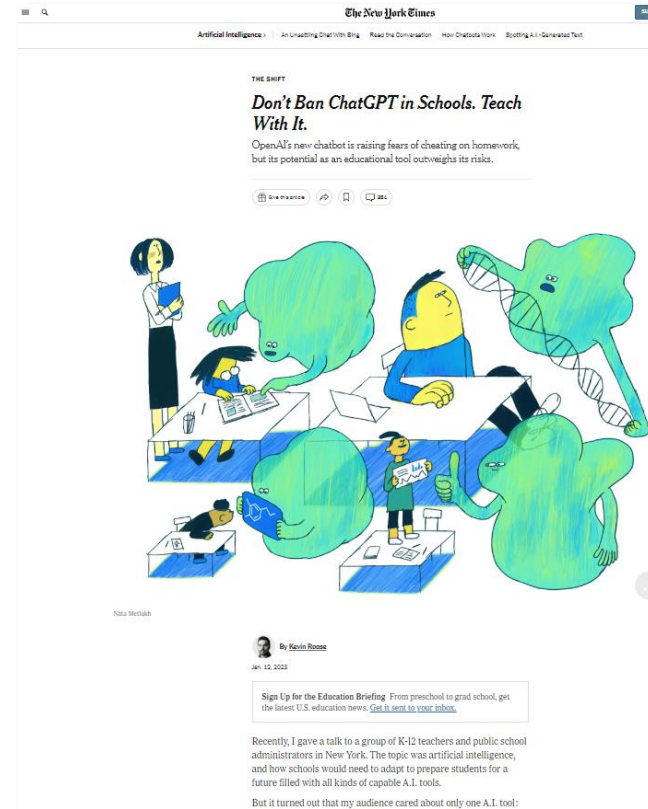 The New York Times
Artificial Intelligence › An Unsettling Chat With Bing Read the Conversation How Chatbots Work Spotting A.I.-Generated Text
THE SHIFT
Don’t Ban ChatGPT in Schools. Teach
With It.
OpenAI’s new chatbot is raising fears of cheating on homework,
but its potential as an educational tool outweighs its risks.
Give this article
By Kevin Roose
Jan. 12, 2023
Sign Up for the Education Briefing From preschool to grad school, get
the latest U.S. education news. Get it sent to your inbox.
Recently, I gave a talk to a group of K-12 teachers and public school
administrators in New York. The topic was artificial intelligence,
and how schools would need to adapt to prepare students for a
future filled with all kinds of capable A.I. tools.
But it turned out that my audience cared about only one A.I. tool: